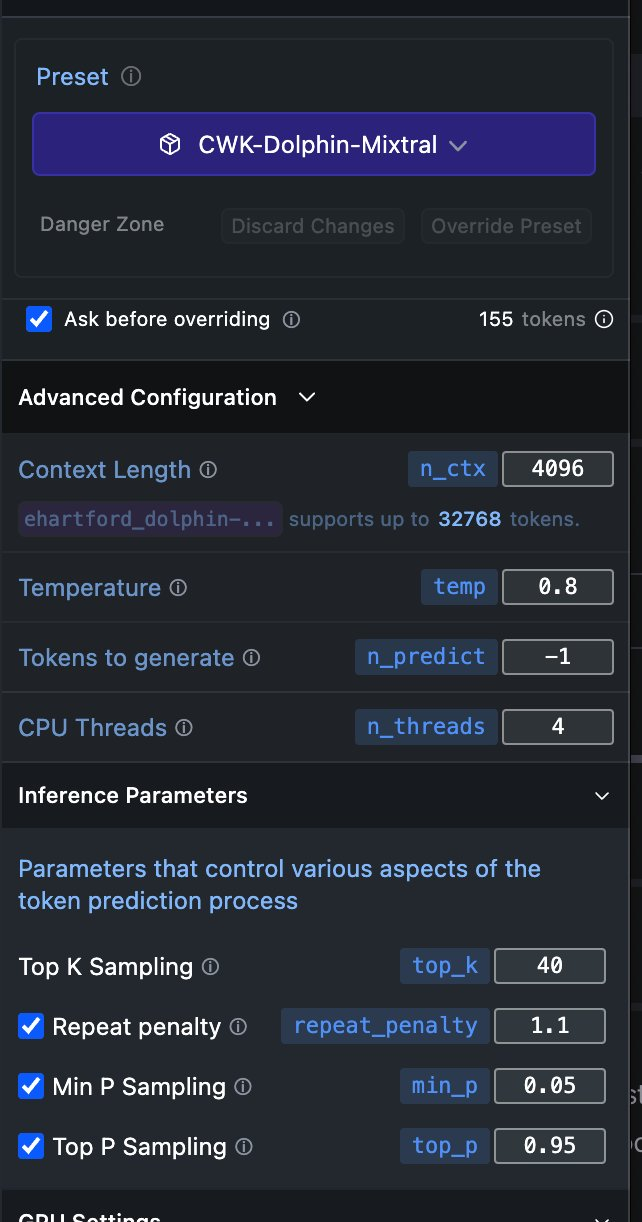 Preset
CWK-Dolphin-Mixtral
Danger Zone Discard Changes Override Preset
Ask before overriding 155 tokens
Advanced Configuration
Context Length n_ctx 4096
ehartford_dolphin-... supports up to 32768 tokens.
Temperature temp 0.8
Tokens to generate n_predict -1
CPU Threads n_threads 4
Inference Parameters
Parameters that control various aspects of the
token prediction process
Top K Sampling top_k 40
Repeat penalty repeat_penalty 1.1
Min P Sampling min_p 0.05
Top P Sampling top_p 0.95
GPU Settings